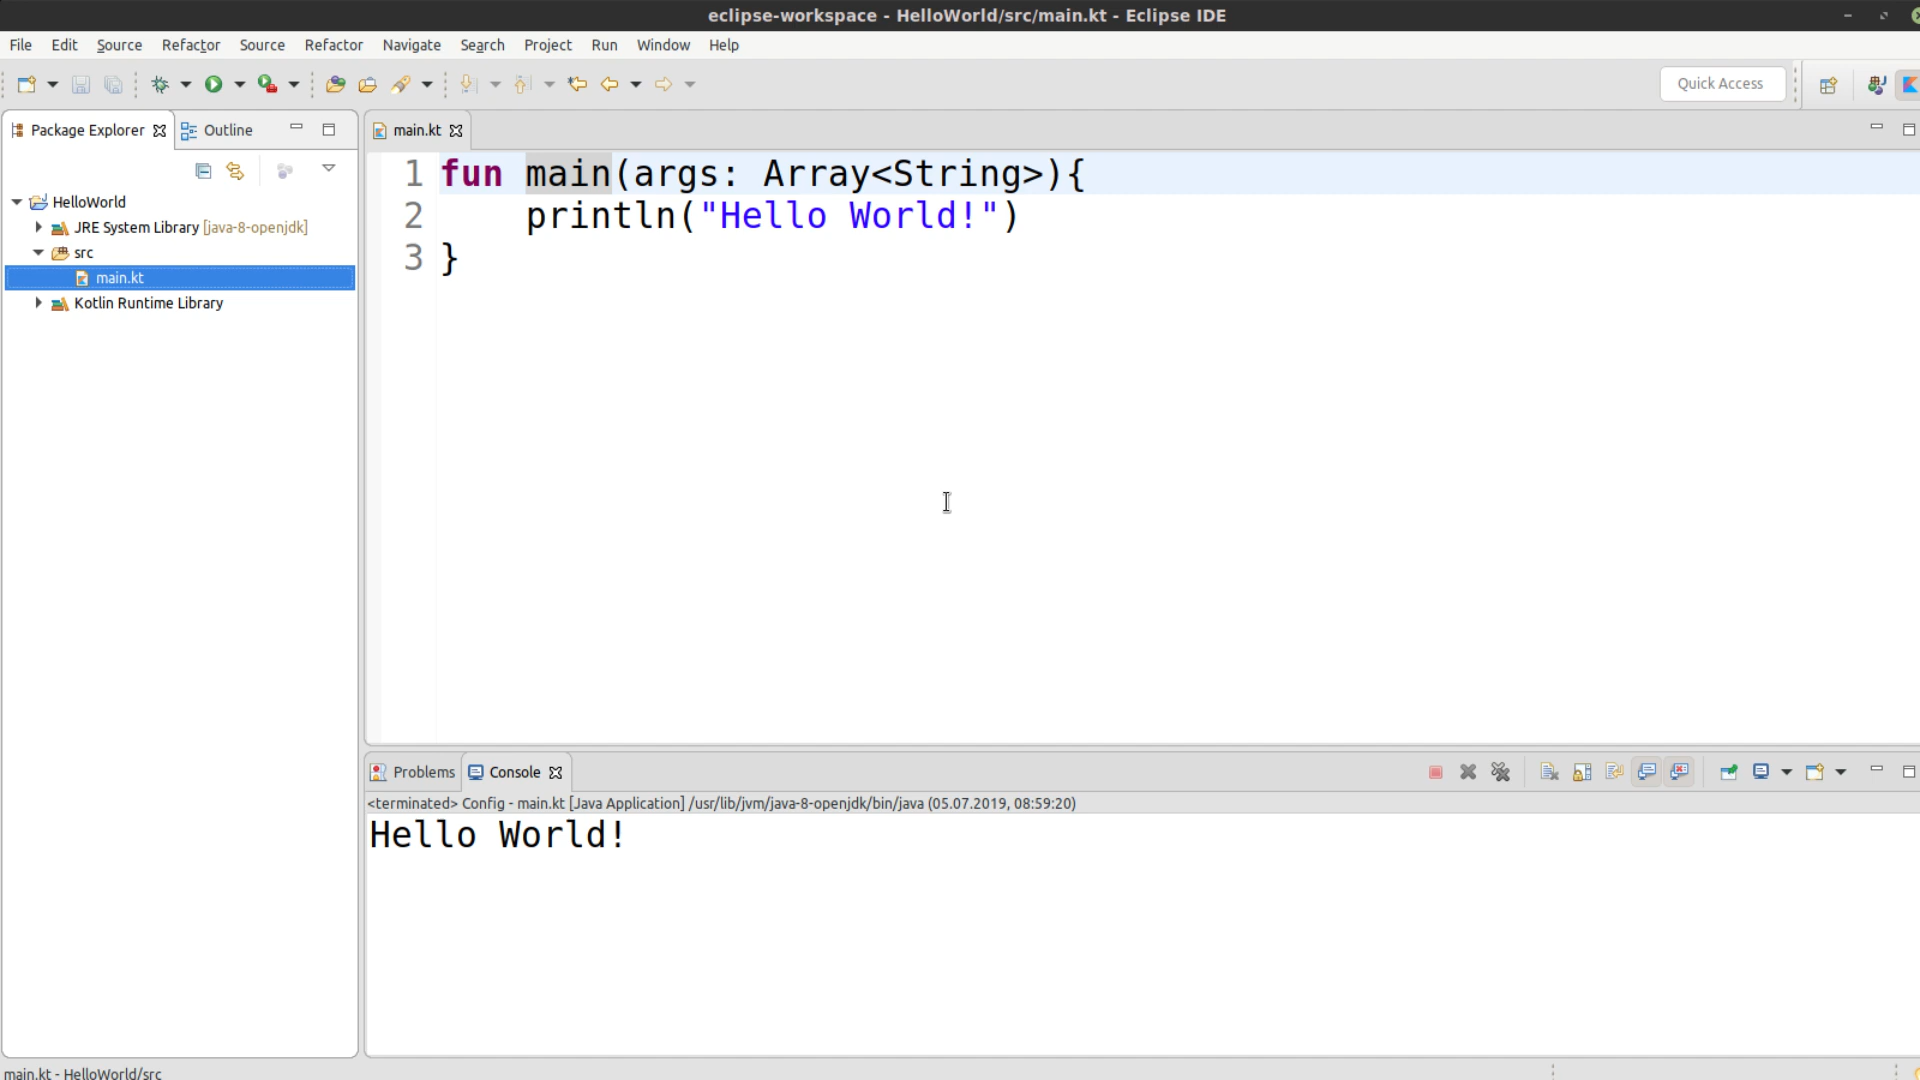 eclipse-workspace - HelloWorld/src/main.kt - Eclipse IDE
File Edit Source Refactor Source Refactor Navigate Search Project Run Window Help
Quick Access
Package Explorer Outline
HelloWorld
JRE System Library [java-8-openjdk]
src
main.kt
Kotlin Runtime Library
main.kt
1 fun main(args: Array<String>){
2     println("Hello World!")
3 }
Problems Console
<terminated> Config - main.kt [Java Application] /usr/lib/jvm/java-8-openjdk/bin/java (05.07.2019, 08:59:20)
Hello World!
main.kt - HelloWorld/src